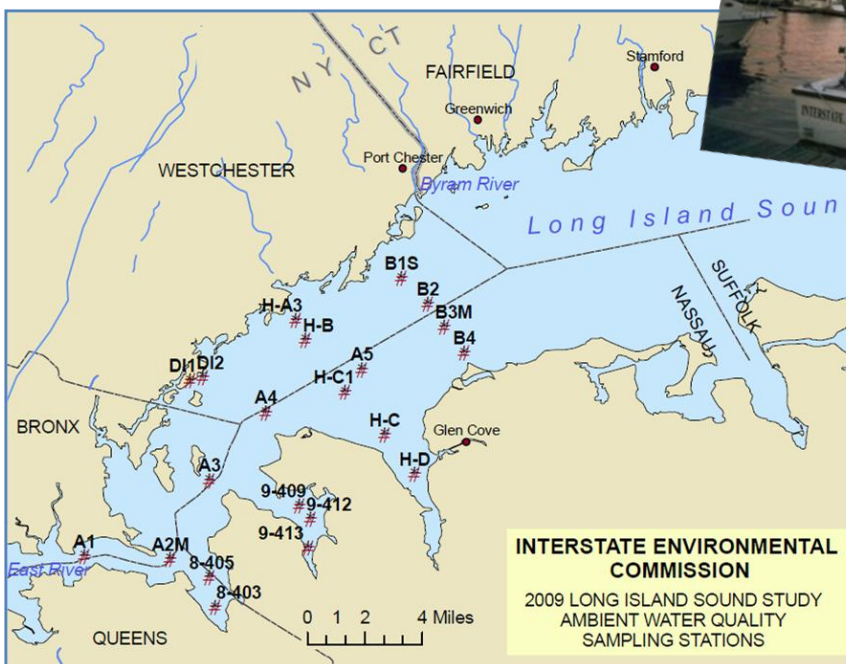 NY CT
FAIRFIELD
Stamford
Greenwich
INTERSTATE
WESTCHESTER
Port Chester
Byram River
Long Island Soun
B1S
B2
B3M
B4
H-A3
H-B
SUFFOLK
NASSAU
A5
DI1
DI2
H-C1
A4
BRONX
H-C
Glen Cove
H-D
A3
9-409
9-412
9-413
A1
A2M
8-405
8-403
East River
QUEENS
0 1 2 4 Miles
INTERSTATE ENVIRONMENTAL
COMMISSION
2009 LONG ISLAND SOUND STUDY
AMBIENT WATER QUALITY
SAMPLING STATIONS